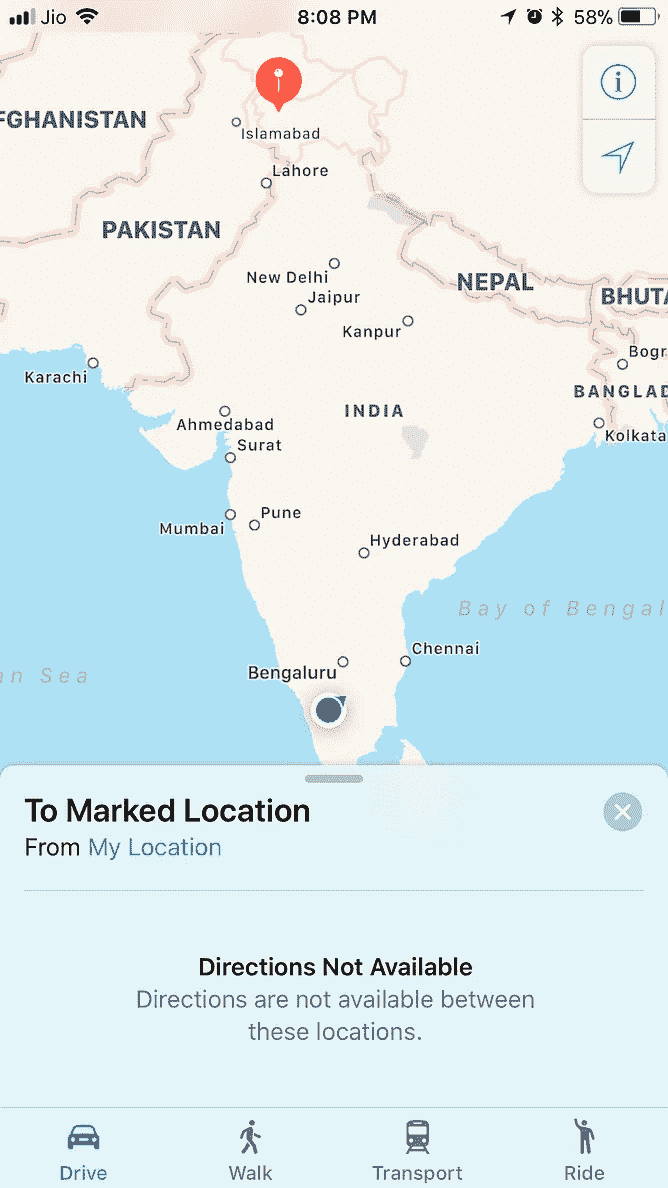 Jio 8:08 PM 58%
FGHANISTAN
Islamabad
Lahore
PAKISTAN
New Delhi
NEPAL
Jaipur
BHUTA
Kanpur
Bogr
Karachi
BANGLAD
INDIA
Ahmedabad
Kolkata
Surat
Pune
Mumbai
Hyderabad
Bay of Bengal
Chennai
an Sea
Bengaluru
To Marked Location
From My Location
Directions Not Available
Directions are not available between
these locations.
Drive Walk Transport Ride